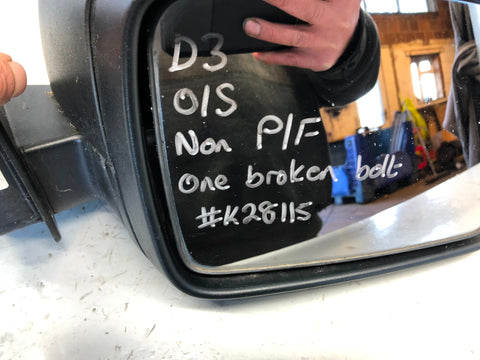 D3
O/S
Non P/F
One broken bolt
#K28115